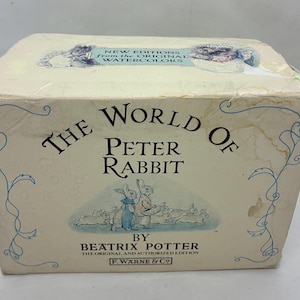 NEW EDITIONS
from the ORIGINAL
WATERCOLORS
THE WORLD OF
PETER
RABBIT
BY
BEATRIX POTTER
THE ORIGINAL AND AUTHORIZED EDITION
F. WARNE & Co